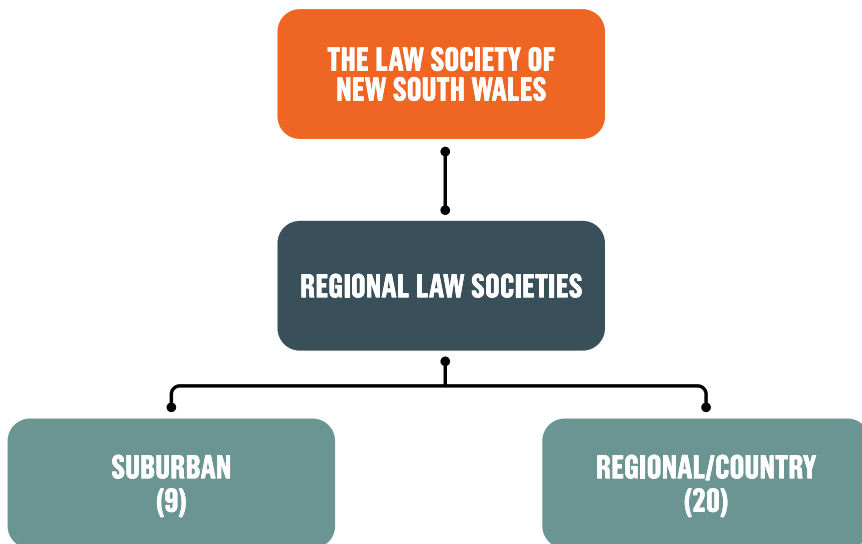 THE LAW SOCIETY OF
NEW SOUTH WALES
REGIONAL LAW SOCIETIES
SUBURBAN
(9)
REGIONAL/COUNTRY
(20)